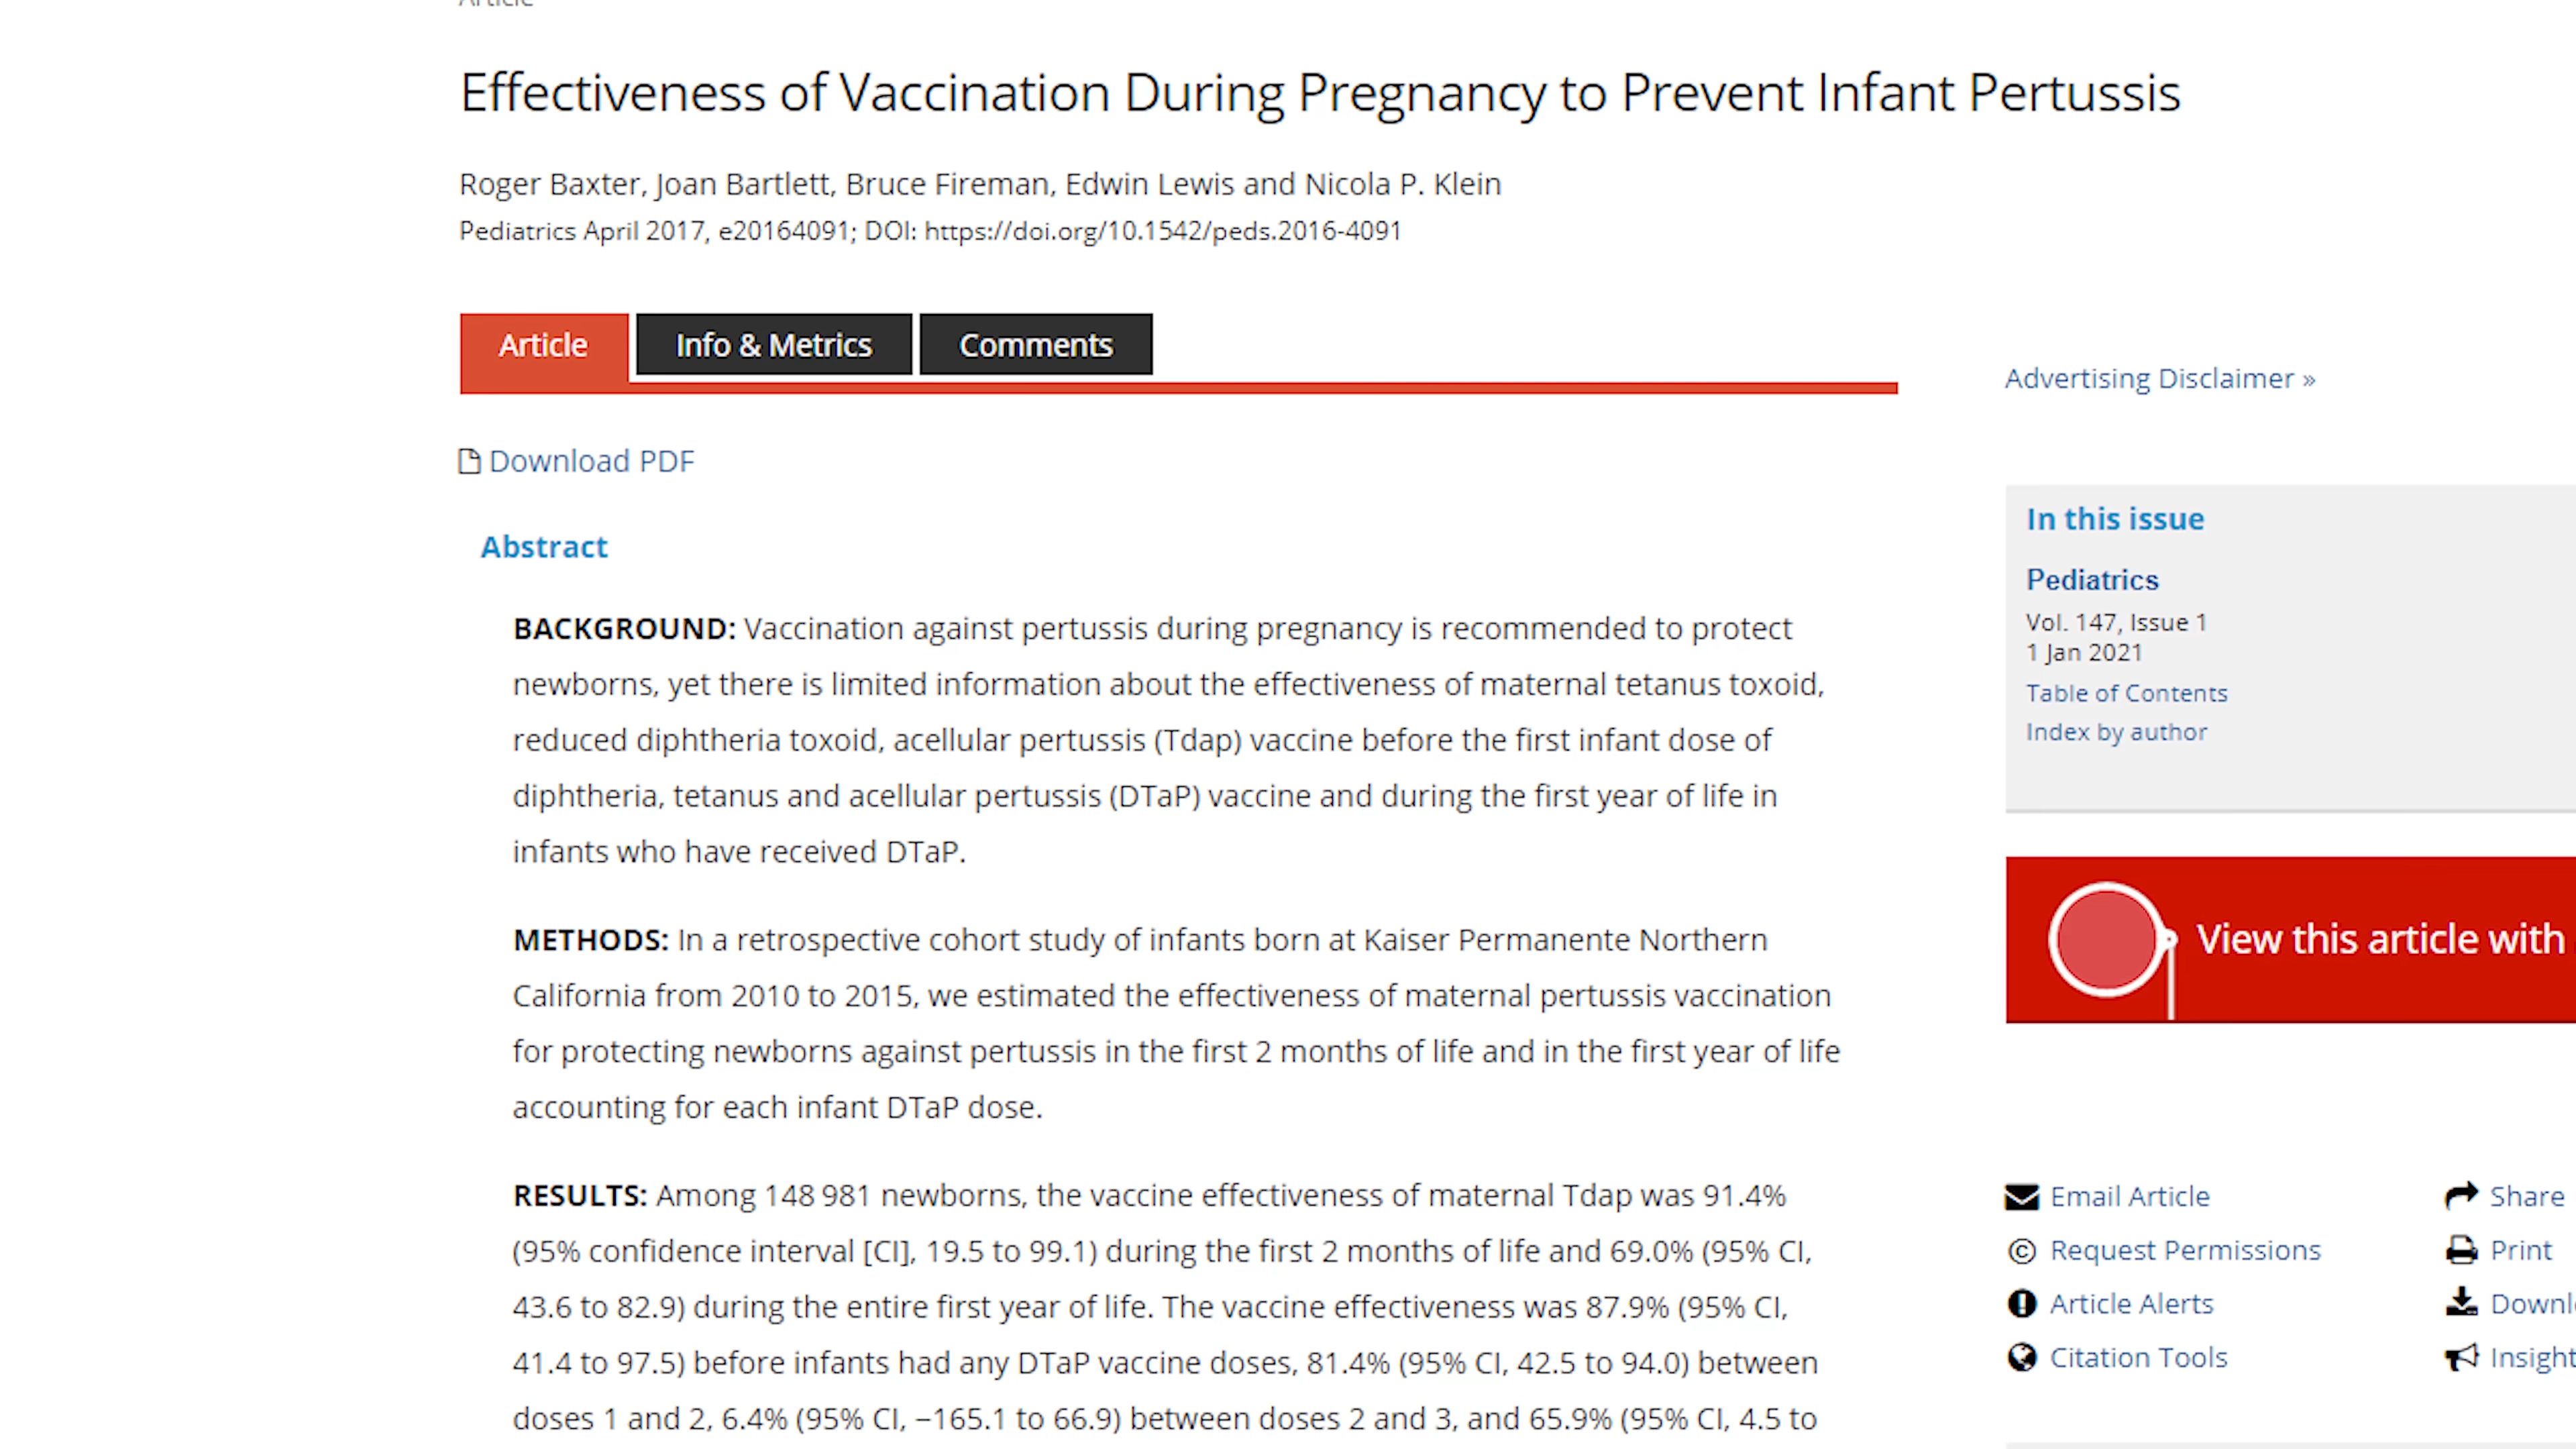 Article
Effectiveness of Vaccination During Pregnancy to Prevent Infant Pertussis
Roger Baxter, Joan Bartlett, Bruce Fireman, Edwin Lewis and Nicola P. Klein
Pediatrics April 2017, e20164091; DOI: https://doi.org/10.1542/peds.2016-4091
Article
Info & Metrics
Comments
Download PDF
Abstract
BACKGROUND: Vaccination against pertussis during pregnancy is recommended to protect
newborns, yet there is limited information about the effectiveness of maternal tetanus toxoid,
reduced diphtheria toxoid, acellular pertussis (Tdap) vaccine before the first infant dose of
diphtheria, tetanus and acellular pertussis (DTaP) vaccine and during the first year of life in
infants who have received DTaP.
METHODS: In a retrospective cohort study of infants born at Kaiser Permanente Northern
California from 2010 to 2015, we estimated the effectiveness of maternal pertussis vaccination
for protecting newborns against pertussis in the first 2 months of life and in the first year of life
accounting for each infant DTaP dose.
RESULTS: Among 148 981 newborns, the vaccine effectiveness of maternal Tdap was 91.4%
(95% confidence interval [CI], 19.5 to 99.1) during the first 2 months of life and 69.0% (95% CI,
43.6 to 82.9) during the entire first year of life. The vaccine effectiveness was 87.9% (95% CI,
41.4 to 97.5) before infants had any DTaP vaccine doses, 81.4% (95% CI, 42.5 to 94.0) between
doses 1 and 2, 6.4% (95% CI, −165.1 to 66.9) between doses 2 and 3, and 65.9% (95% CI, 4.5 to
Advertising Disclaimer »
In this issue
Pediatrics
Vol. 147, Issue 1
1 Jan 2021
Table of Contents
Index by author
View this article with
Email Article
Request Permissions
Article Alerts
Citation Tools
Share
Print
Downl
Insight